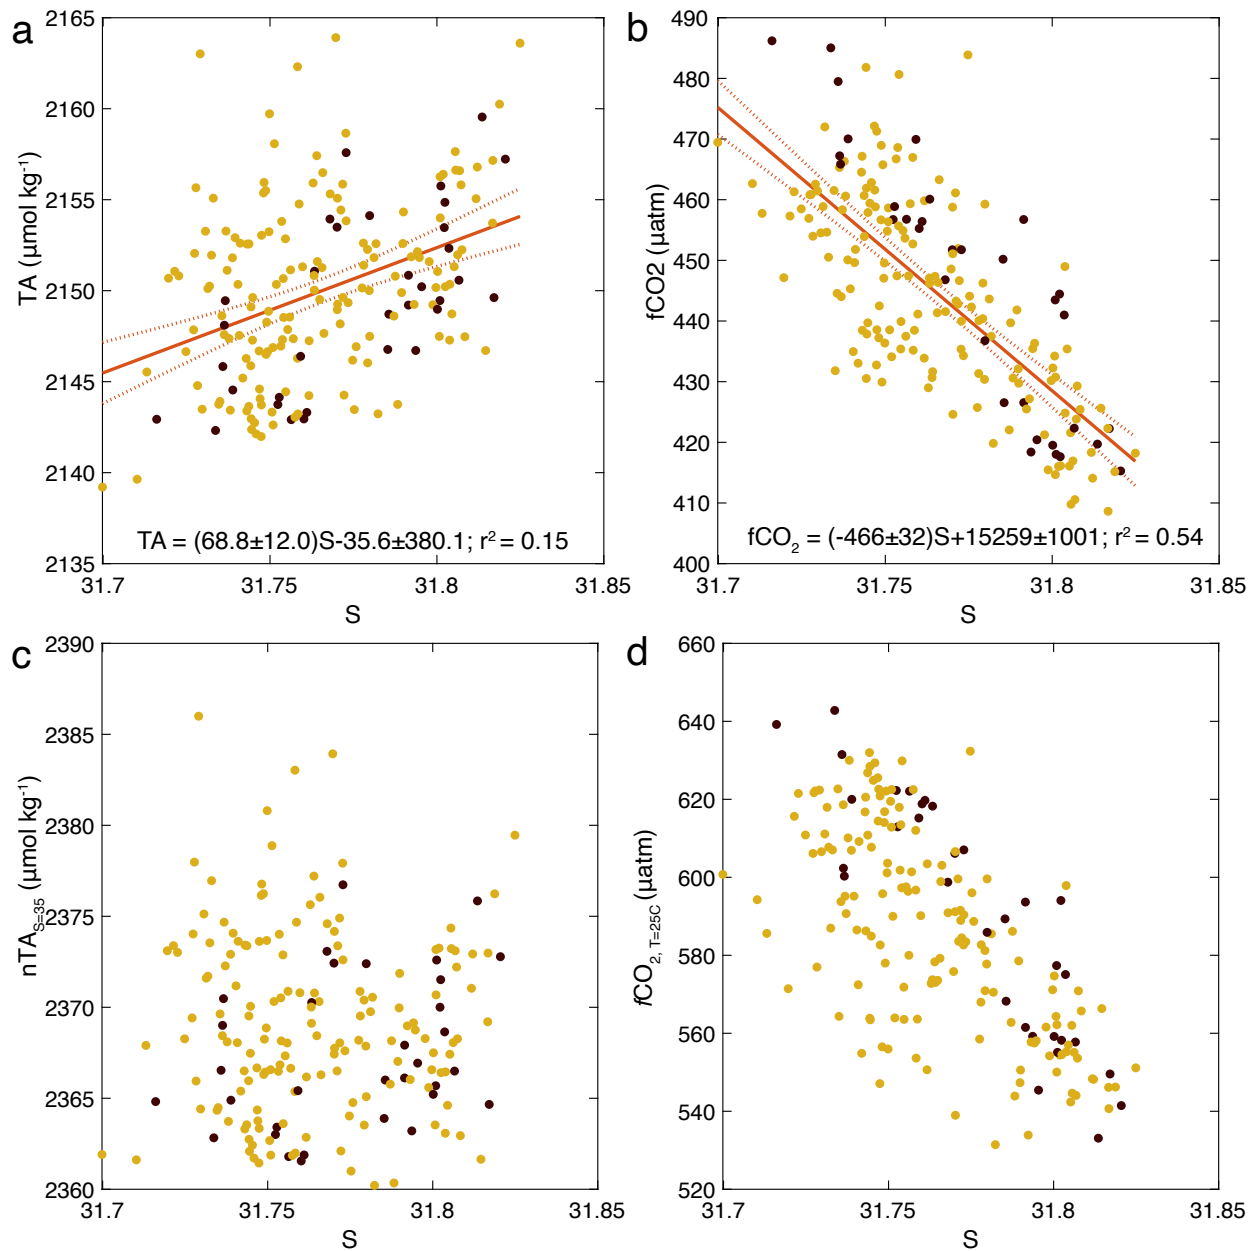 a
2165
2160
2155
2150
2145
2140
2135
TA (μmol kg⁻¹)
TA = (68.8±12.0)S-35.6±380.1; r² = 0.15
31.7 31.75 31.8 31.85
S
b
490
480
470
460
450
440
430
420
410
400
fCO2 (μatm)
fCO₂ = (-466±32)S+15259±1001; r² = 0.54
31.7 31.75 31.8 31.85
S
c
2390
2385
2380
2375
2370
2365
2360
nTA_S=35 (μmol kg⁻¹)
31.7 31.75 31.8 31.85
S
d
660
640
620
600
580
560
540
520
fCO₂, T=25C (μatm)
31.7 31.75 31.8 31.85
S